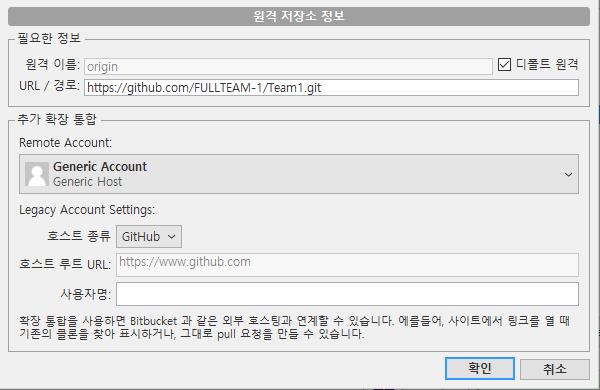 원격 저장소 정보
필요한 정보
원격 이름: origin 디폴트 원격
URL / 경로: https://github.com/FULLTEAM-1/Team1.git
추가 확장 통합
Remote Account:
Generic Account
Generic Host
Legacy Account Settings:
호스트 종류 GitHub
호스트 루트 URL: https://www.github.com
사용자명:
확장 통합을 사용하면 Bitbucket 과 같은 외부 호스팅과 연계할 수 있습니다. 예를들어, 사이트에서 링크를 열 때
기존의 클론을 찾아 표시하거나, 그대로 pull 요청을 만들 수 있습니다.
확인 취소